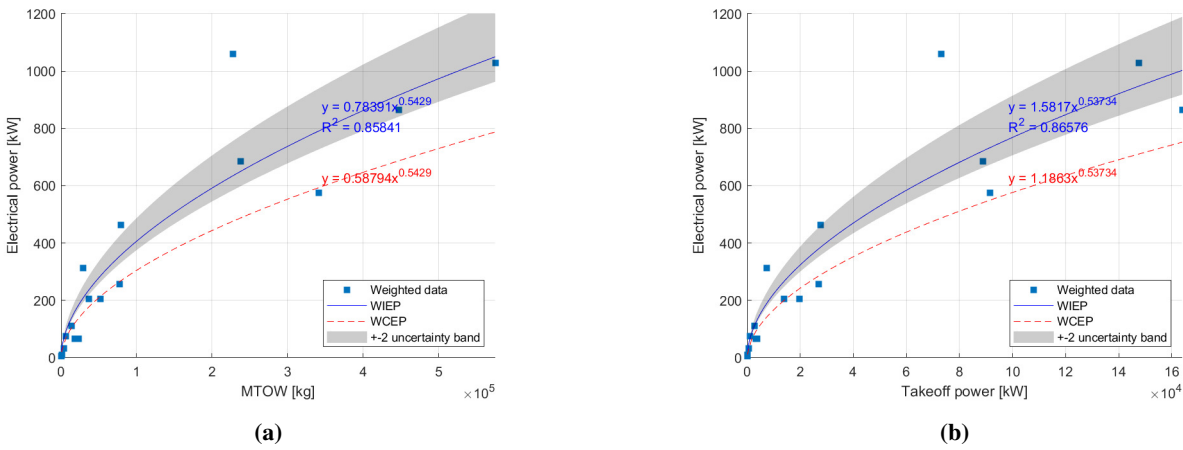 1200
1000
800
600
400
200
0
Electrical power [kW]
y = 0.78391x^0.5429
R^2 = 0.85841
y = 0.58794x^0.5429
Weighted data
WIEP
WCEP
+-2 uncertainty band
0 1 2 3 4 5
×10^5
MTOW [kg]
(a)
1200
1000
800
600
400
200
0
Electrical power [kW]
y = 1.5817x^0.53734
R^2 = 0.86576
y = 1.1863x^0.53734
Weighted data
WIEP
WCEP
+-2 uncertainty band
0 2 4 6 8 10 12 14 16
×10^4
Takeoff power [kW]
(b)